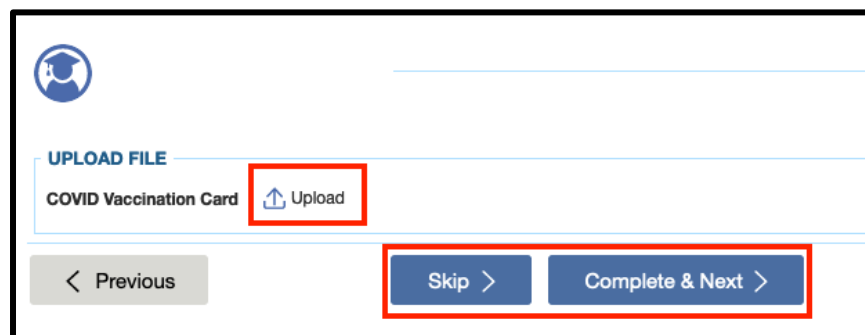 UPLOAD FILE
COVID Vaccination Card Upload
Previous Skip Complete & Next